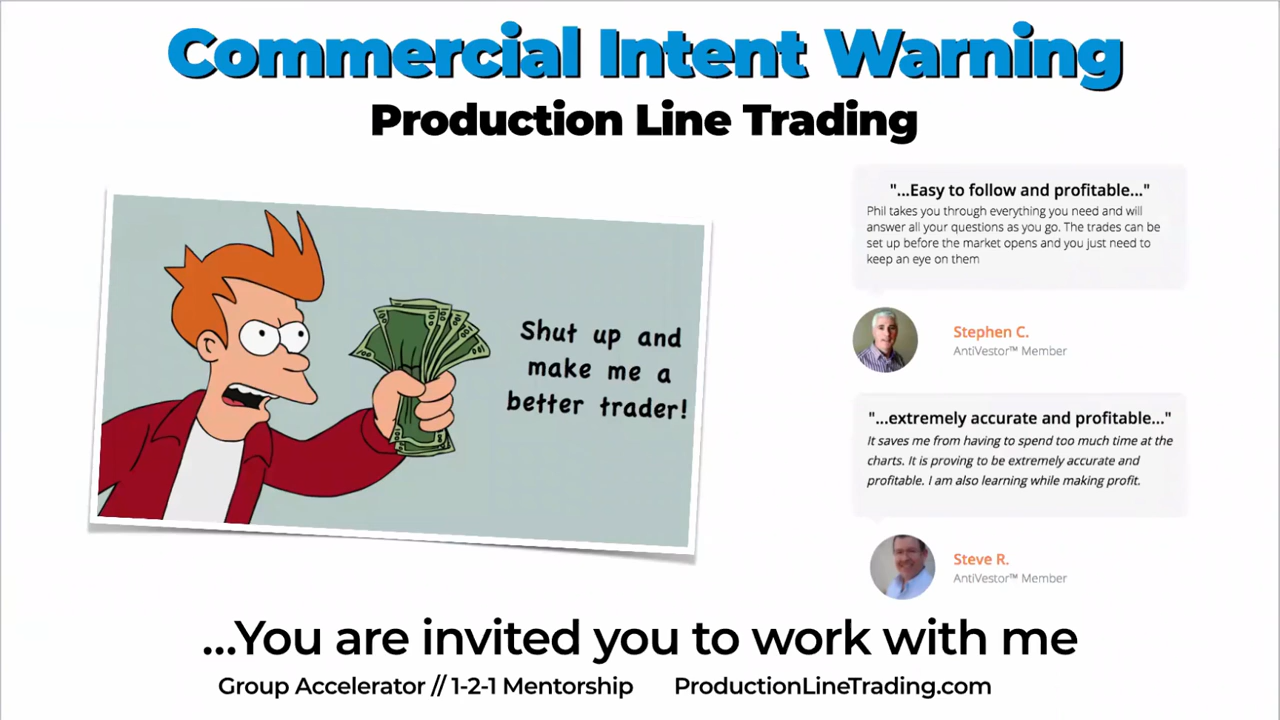 Commercial Intent Warning
Production Line Trading
Shut up and
make me a
better trader!
"...Easy to follow and profitable..."
Phil takes you through everything you need and will
answer all your questions as you go. The trades can be
set up before the market opens and you just need to
keep an eye on them
Stephen C.
AntiVestor™ Member
"...extremely accurate and profitable..."
It saves me from having to spend too much time at the
charts. It is proving to be extremely accurate and
profitable. I am also learning while making profit.
Steve R.
AntiVestor™ Member
...You are invited you to work with me
Group Accelerator // 1-2-1 Mentorship ProductionLineTrading.com